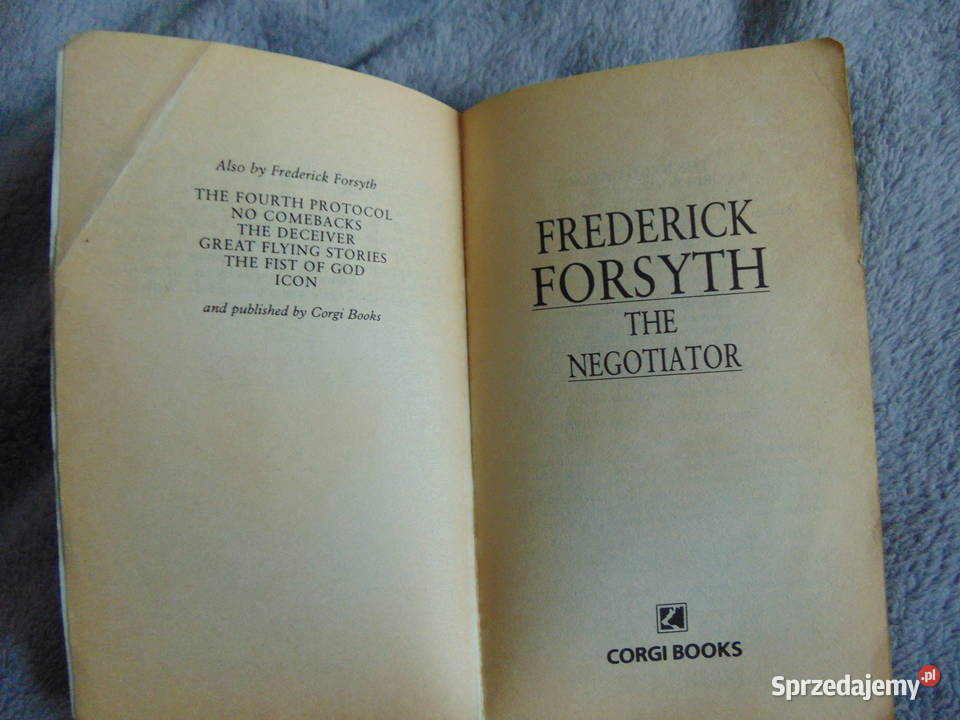 Also by Frederick Forsyth
THE FOURTH PROTOCOL
NO COMEBACKS
THE DECEIVER
GREAT FLYING STORIES
THE FIST OF GOD
ICON
and published by Corgi Books
FREDERICK
FORSYTH
THE
NEGOTIATOR
CORGI BOOKS
Sprzedajemy.pl